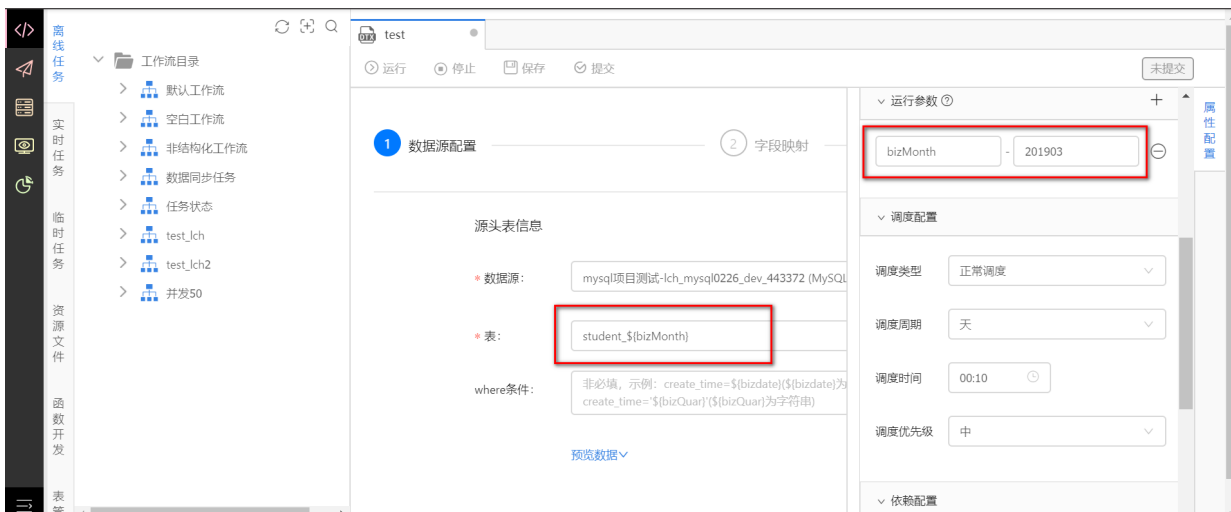 离线任务
实时任务
临时任务
资源文件
函数开发
表管
工作流目录
默认工作流
空白工作流
非结构化工作流
数据同步任务
任务状态
test_lch
test_lch2
并发50
DTX test
运行 停止 保存 提交 未提交
1 数据源配置 2 字段映射
源头表信息
* 数据源: mysql项目测试-lch_mysql0226_dev_443372 (MySQL
* 表: student_${bizMonth}
where条件: 非必填，示例：create_time=${bizdate}(${bizdate}为
create_time='${bizQuar}'(${bizQuar}为字符串)
预览数据
运行参数
bizMonth - 201903
调度配置
调度类型 正常调度
调度周期 天
调度时间 00:10
调度优先级 中
依赖配置
属性配置